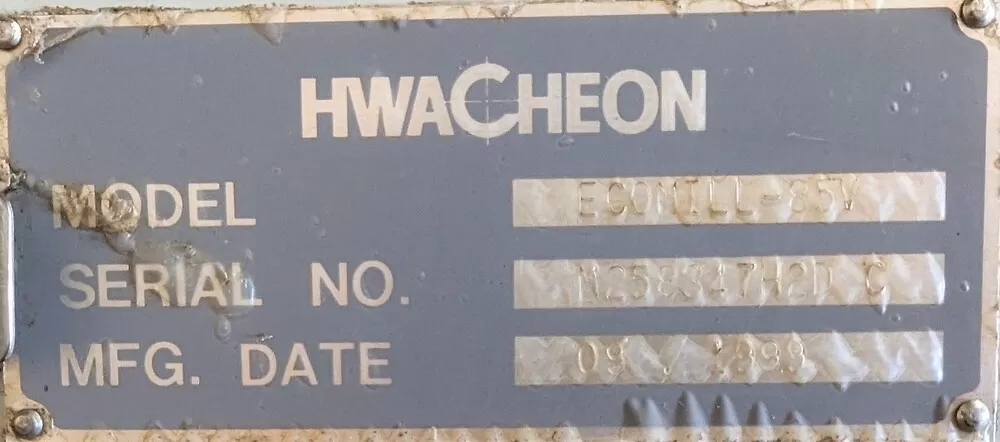 HWACHEON
MODEL ECOMILL-85V
SERIAL NO.
MFG. DATE